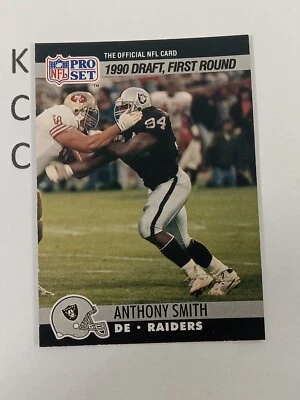 K
C
C
THE OFFICIAL NFL CARD
NFL PRO SET
1990 DRAFT, FIRST ROUND
94
ANTHONY SMITH
DE • RAIDERS